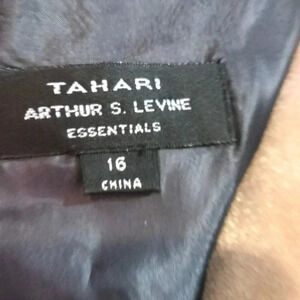 TAHARI
ARTHUR S. LEVINE
ESSENTIALS
16
CHINA